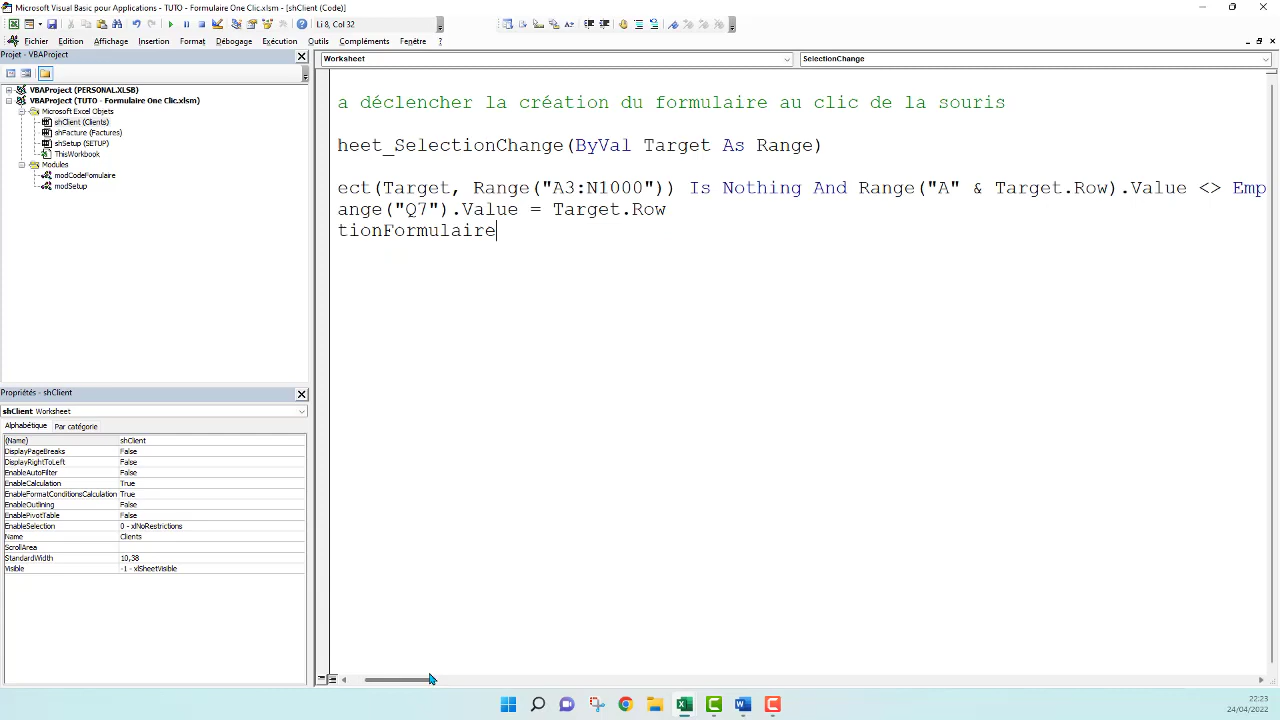 Microsoft Visual Basic pour Applications - TUTO - Formulaire One Clic.xlsm - [shClient (Code)]
Li 8, Col 32
Fichier Edition Affichage Insertion Format Débogage Exécution Outils Compléments Fenêtre ?
Projet - VBAProject
Worksheet
SelectionChange
VBAProject (PERSONAL.XLSB)
VBAProject (TUTO - Formulaire One Clic.xlsm)
Microsoft Excel Objets
shClient (Clients)
shFacture (Factures)
shSetup (SETUP)
ThisWorkbook
Modules
modCodeFomulaire
modSetup
a déclencher la création du formulaire au clic de la souris
heet_SelectionChange(ByVal Target As Range)
ect(Target, Range("A3:N1000")) Is Nothing And Range("A" & Target.Row).Value <> Emp
ange("Q7").Value = Target.Row
tionFormulaire
Propriétés - shClient
shClient Worksheet
Alphabétique Par catégorie
(Name) shClient
DisplayPageBreaks False
DisplayRightToLeft False
EnableAutoFilter False
EnableCalculation True
EnableFormatConditionsCalculation True
EnableOutlining False
EnablePivotTable False
EnableSelection 0 - xlNoRestrictions
Name Clients
ScrollArea
StandardWidth 10,38
Visible -1 - xlSheetVisible
22:23
24/04/2022